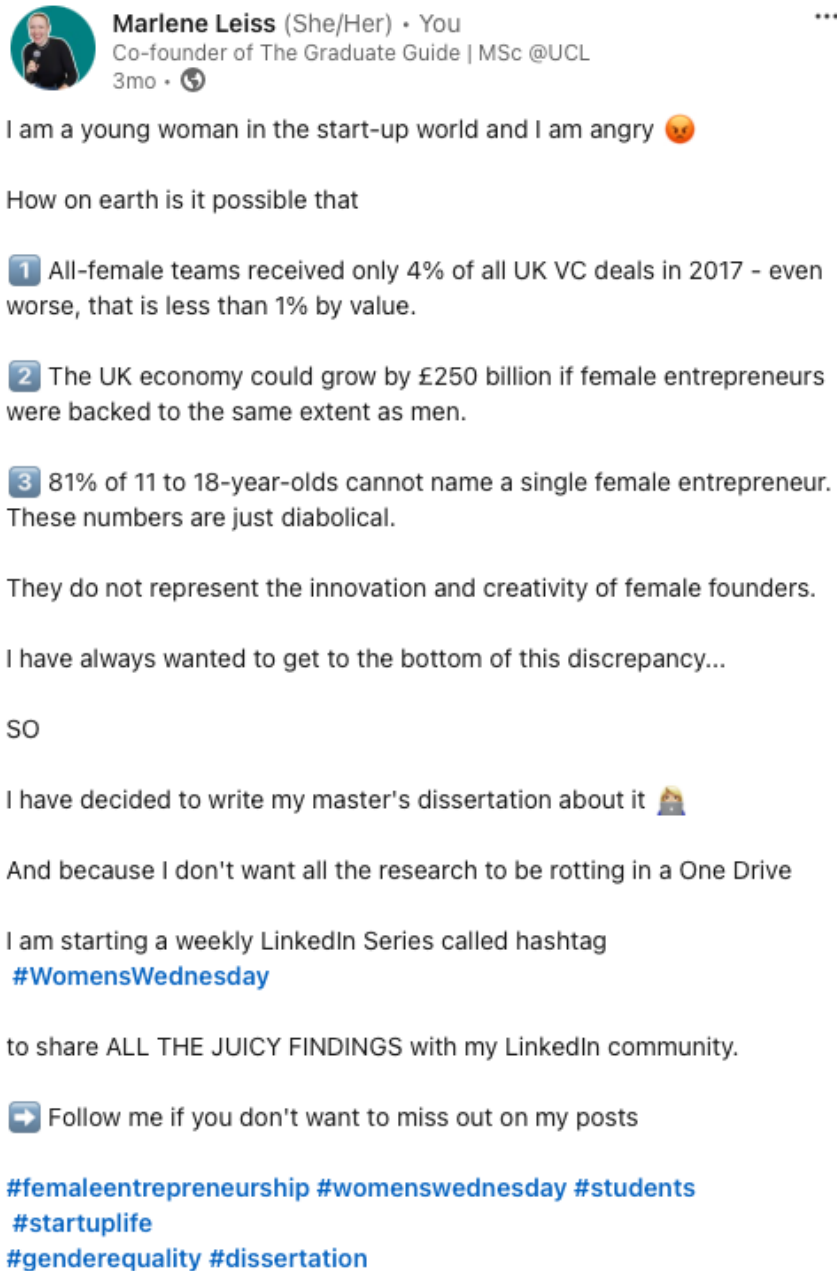 Marlene Leiss (She/Her) • You
Co-founder of The Graduate Guide | MSc @UCL
3mo •
I am a young woman in the start-up world and I am angry 😡
How on earth is it possible that
1️⃣ All-female teams received only 4% of all UK VC deals in 2017 - even
worse, that is less than 1% by value.
2️⃣ The UK economy could grow by £250 billion if female entrepreneurs
were backed to the same extent as men.
3️⃣ 81% of 11 to 18-year-olds cannot name a single female entrepreneur.
These numbers are just diabolical.
They do not represent the innovation and creativity of female founders.
I have always wanted to get to the bottom of this discrepancy...
SO
I have decided to write my master's dissertation about it 👩🏼‍💻
And because I don't want all the research to be rotting in a One Drive
I am starting a weekly LinkedIn Series called hashtag
#WomensWednesday
to share ALL THE JUICY FINDINGS with my LinkedIn community.
➡️ Follow me if you don't want to miss out on my posts
#femaleentrepreneurship #womenswednesday #students
#startuplife
#genderequality #dissertation